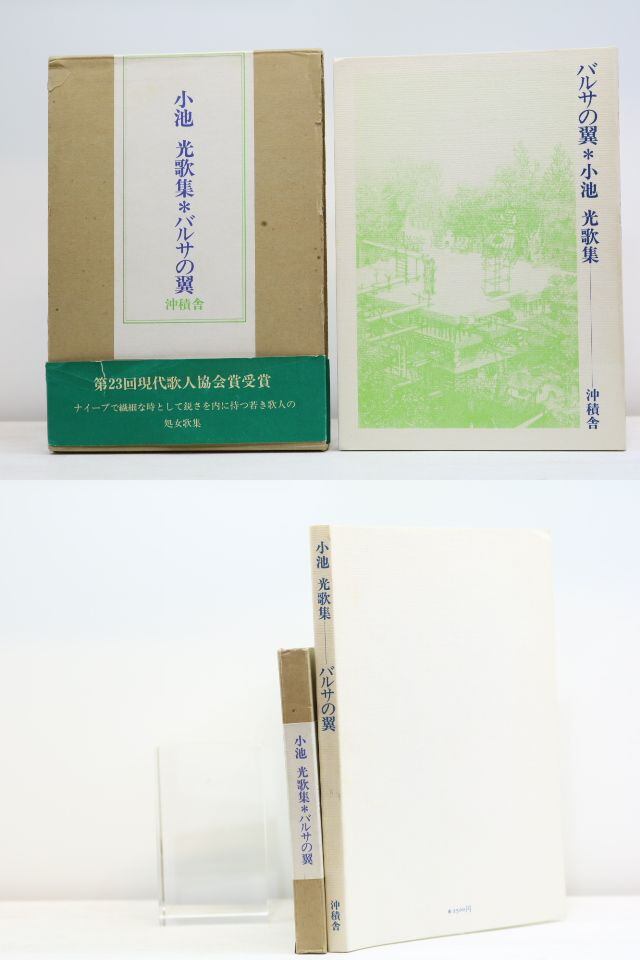 小池 光歌集*バルサの翼
沖積舎
第23回現代歌人協会賞受賞
ナイーブで繊細な時として鋭さを内に持つ若き歌人の
処女歌集
バルサの翼*小池 光歌集――沖積舎
小池 光歌集*バルサの翼
小池 光歌集――バルサの翼
沖積舎